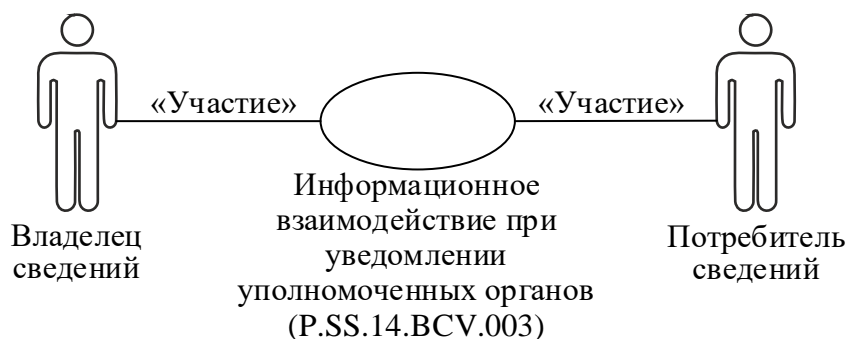 «Участие» «Участие»
Информационное
взаимодействие при
уведомлении
уполномоченных органов
(P.SS.14.BCV.003)
Владелец
сведений
Потребитель
сведений